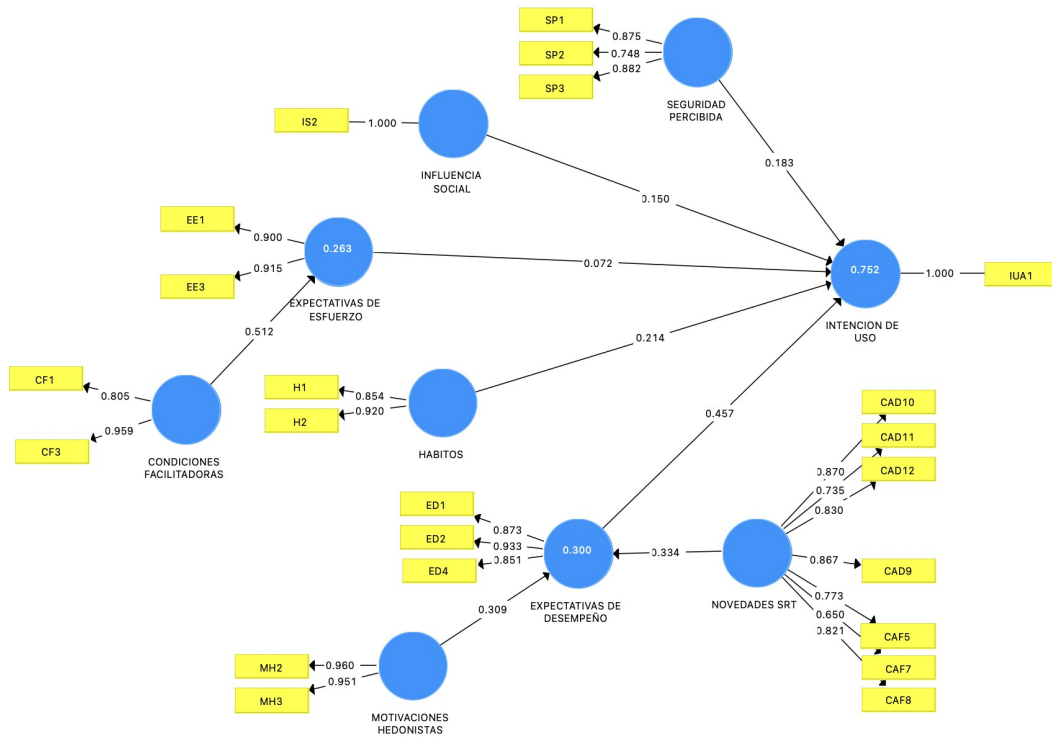 SP1
0.875
SP2
0.748
SP3
0.882
SEGURIDAD
PERCIBIDA
IS2
1.000
INFLUENCIA
SOCIAL
0.183
0.150
EE1
0.900
0.263
EE3
0.915
EXPECTATIVAS DE
ESFUERZO
0.072
0.752
1.000
IUA1
INTENCION DE
USO
0.512
0.214
CF1
0.805
CF3
0.959
CONDICIONES
FACILITADORAS
H1
0.854
H2
0.920
HABITOS
0.457
CAD10
CAD11
CAD12
0.870
0.735
0.830
ED1
0.873
ED2
0.933
ED4
0.851
0.300
EXPECTATIVAS DE
DESEMPEÑO
0.334
NOVEDADES SRT
0.867
CAD9
0.773
0.650
0.821
CAF5
CAF7
CAF8
0.309
MH2
0.960
MH3
0.951
MOTIVACIONES
HEDONISTAS